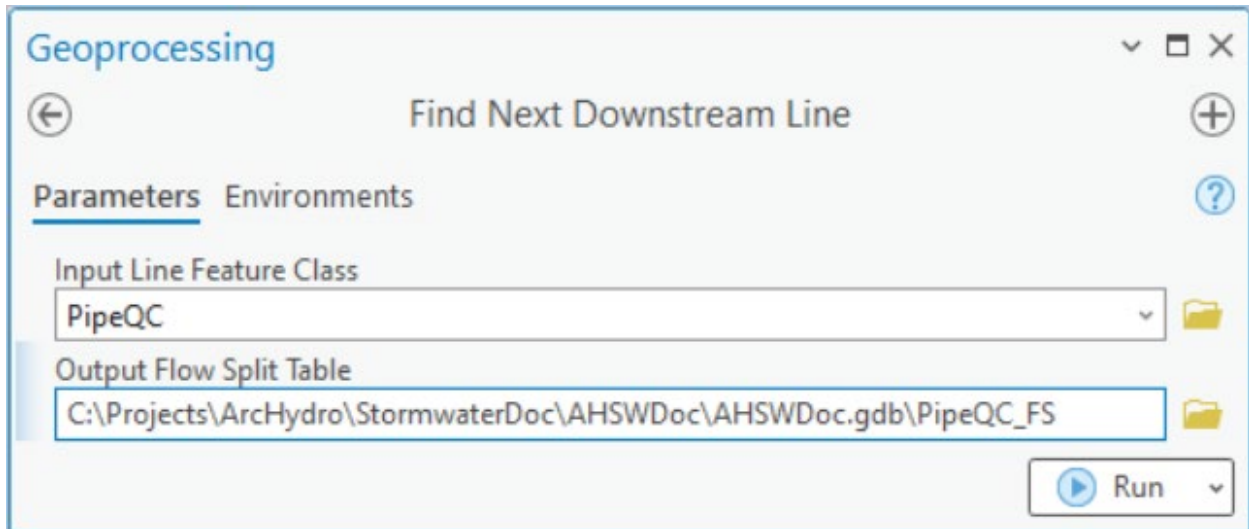 Geoprocessing
Find Next Downstream Line
Parameters Environments
Input Line Feature Class
PipeQC
Output Flow Split Table
C:\Projects\ArcHydro\StormwaterDoc\AHSWDoc\AHSWDoc.gdb\PipeQC_FS
Run